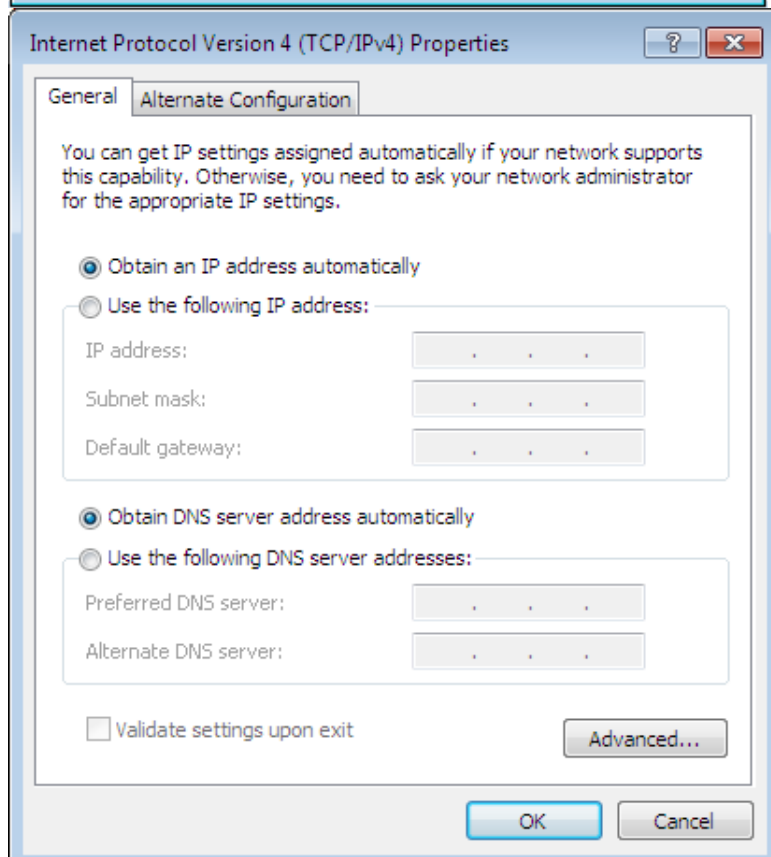 Internet Protocol Version 4 (TCP/IPv4) Properties
?
General
Alternate Configuration
You can get IP settings assigned automatically if your network supports
this capability. Otherwise, you need to ask your network administrator
for the appropriate IP settings.
Obtain an IP address automatically
Use the following IP address:
IP address: . . .
Subnet mask: . . .
Default gateway: . . .
Obtain DNS server address automatically
Use the following DNS server addresses:
Preferred DNS server: . . .
Alternate DNS server: . . .
Validate settings upon exit
Advanced...
OK
Cancel